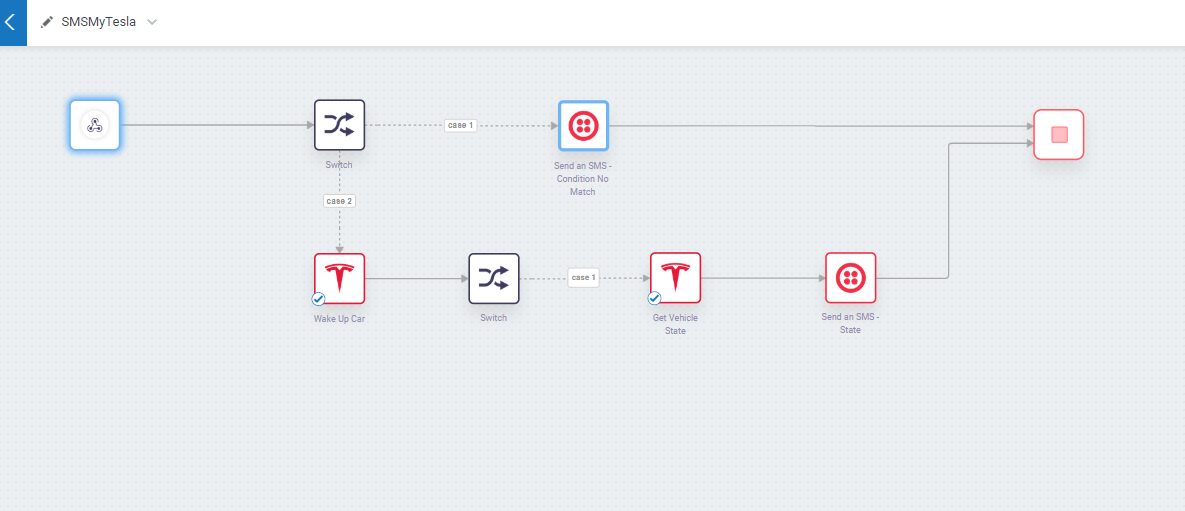 SMSMyTesla
case 1
Switch
Send an SMS -
Condition No
Match
case 2
case 1
Wake Up Car
Switch
Get Vehicle
State
Send an SMS -
State